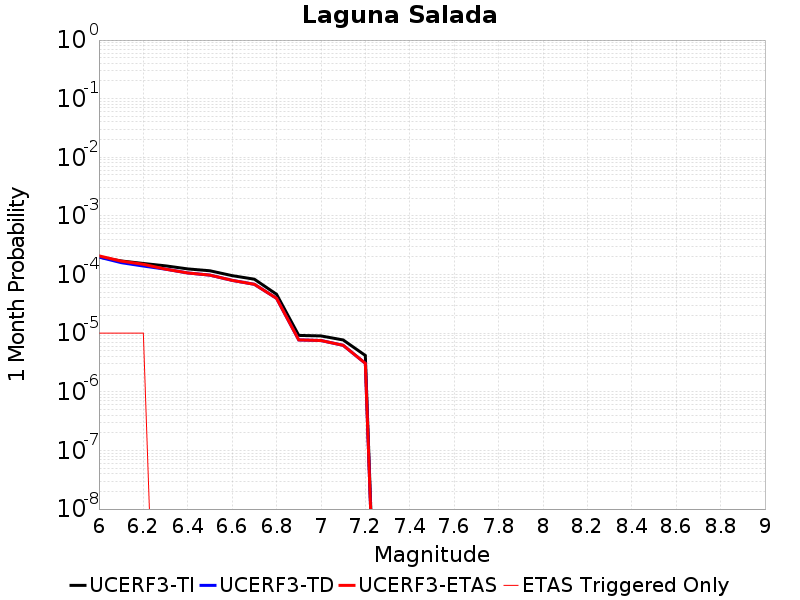 Laguna Salada
10^0
10^-1
10^-2
10^-3
10^-4
10^-5
10^-6
10^-7
10^-8
1 Month Probability
6 6.2 6.4 6.6 6.8 7 7.2 7.4 7.6 7.8 8 8.2 8.4 8.6 8.8 9
Magnitude
UCERF3-TI UCERF3-TD UCERF3-ETAS ETAS Triggered Only